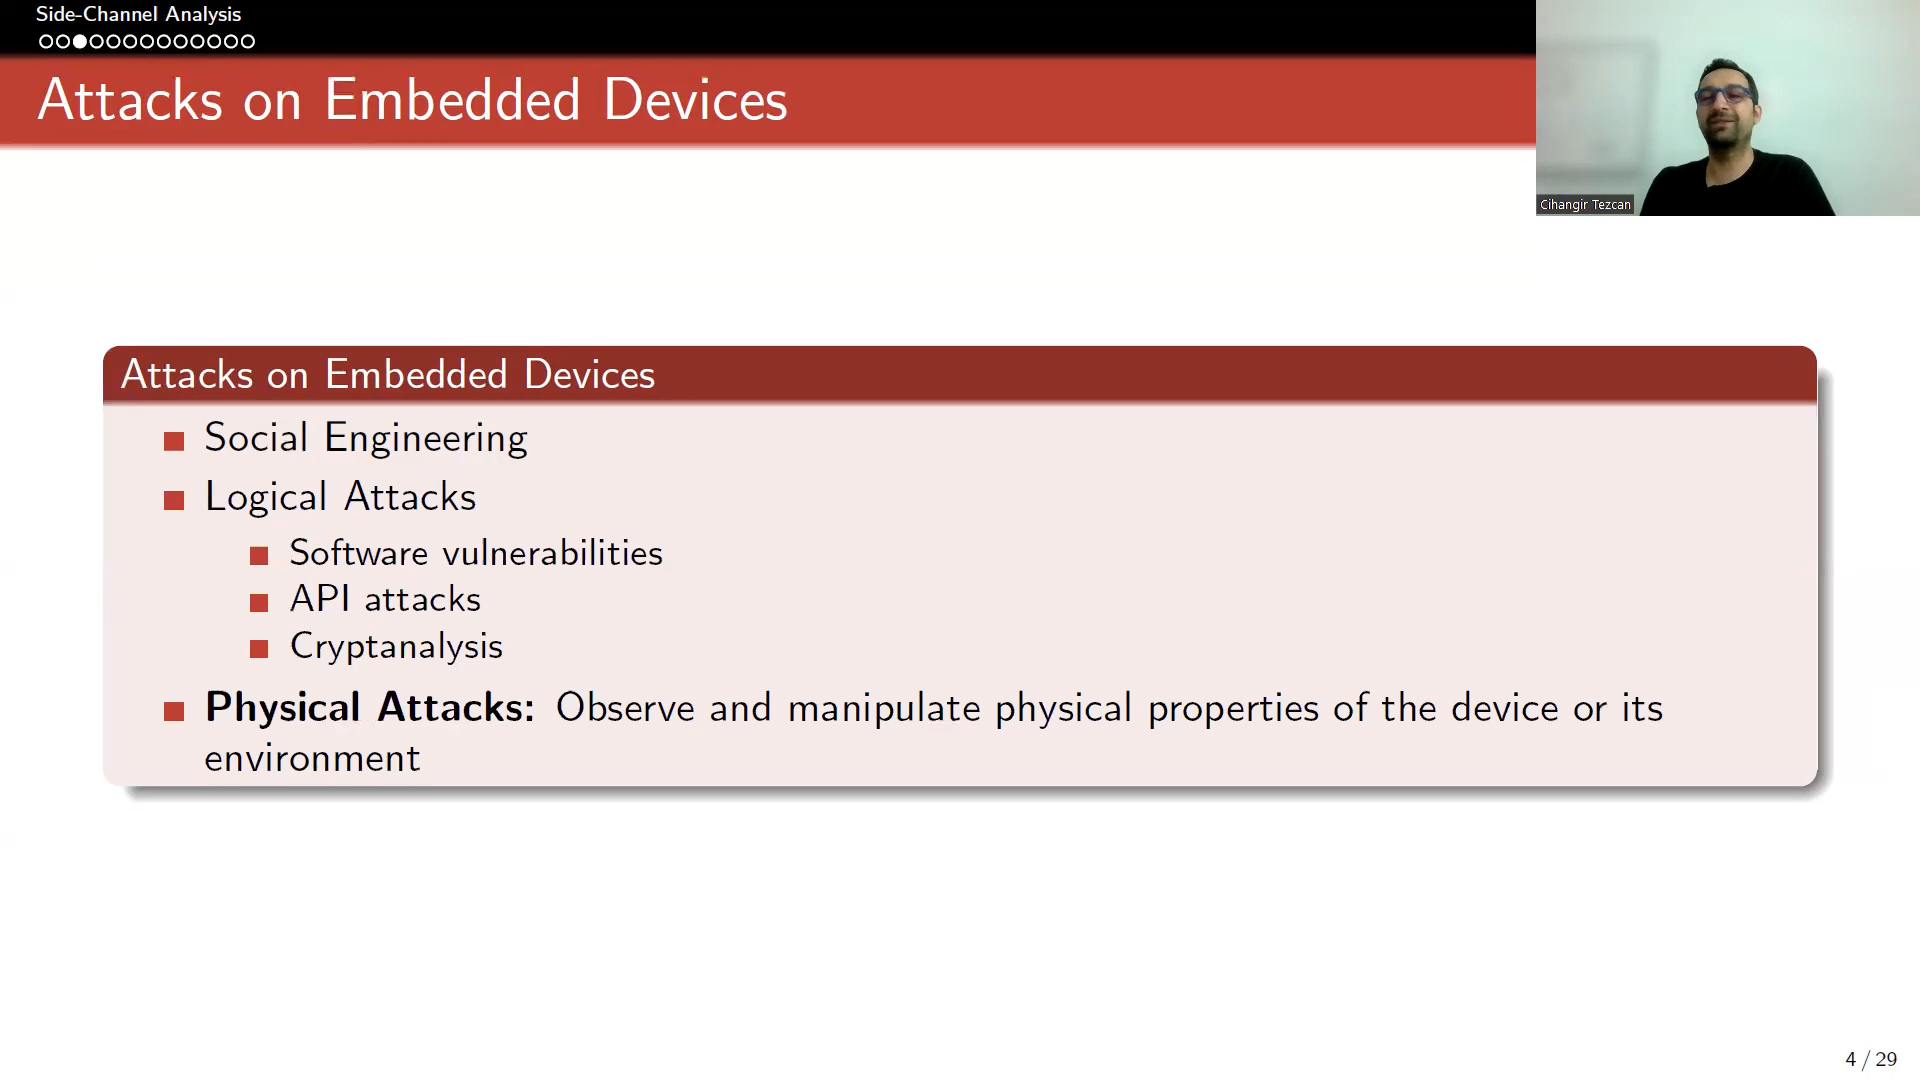 Side-Channel Analysis
Attacks on Embedded Devices
Cihangir Tezcan
Attacks on Embedded Devices
Social Engineering
Logical Attacks
Software vulnerabilities
API attacks
Cryptanalysis
Physical Attacks: Observe and manipulate physical properties of the device or its
environment
4 / 29